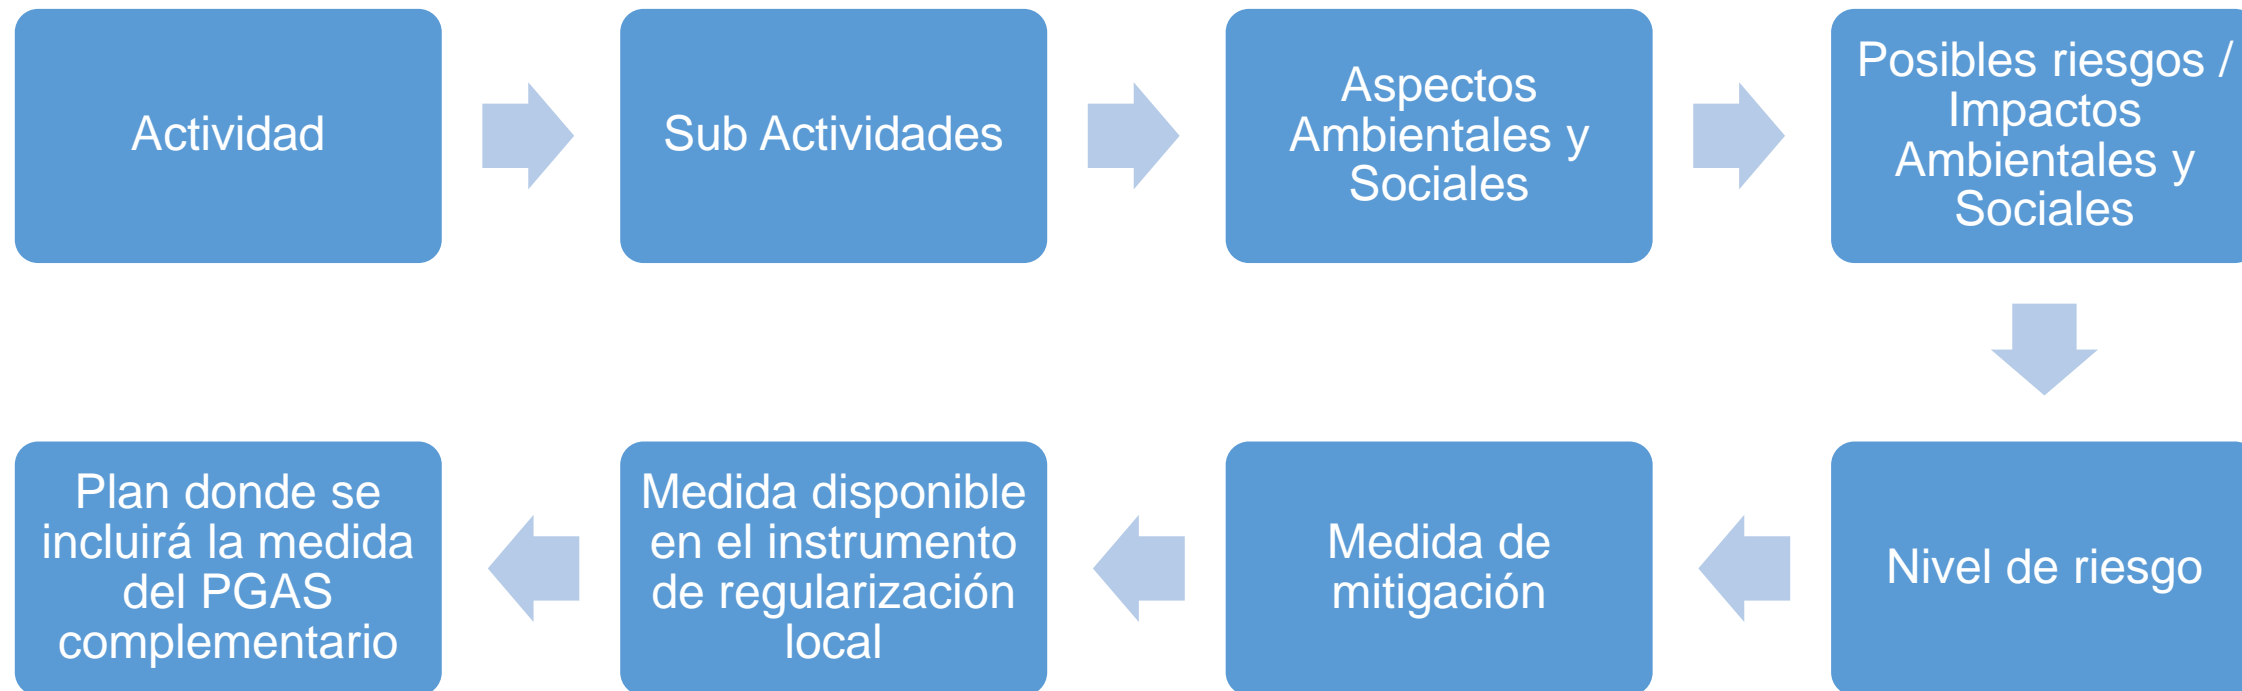 Actividad
Sub Actividades
Aspectos
Ambientales y
Sociales
Posibles riesgos /
Impactos
Ambientales y
Sociales
Nivel de riesgo
Medida de
mitigación
Medida disponible
en el instrumento
de regularización
local
Plan donde se
incluirá la medida
del PGAS
complementario